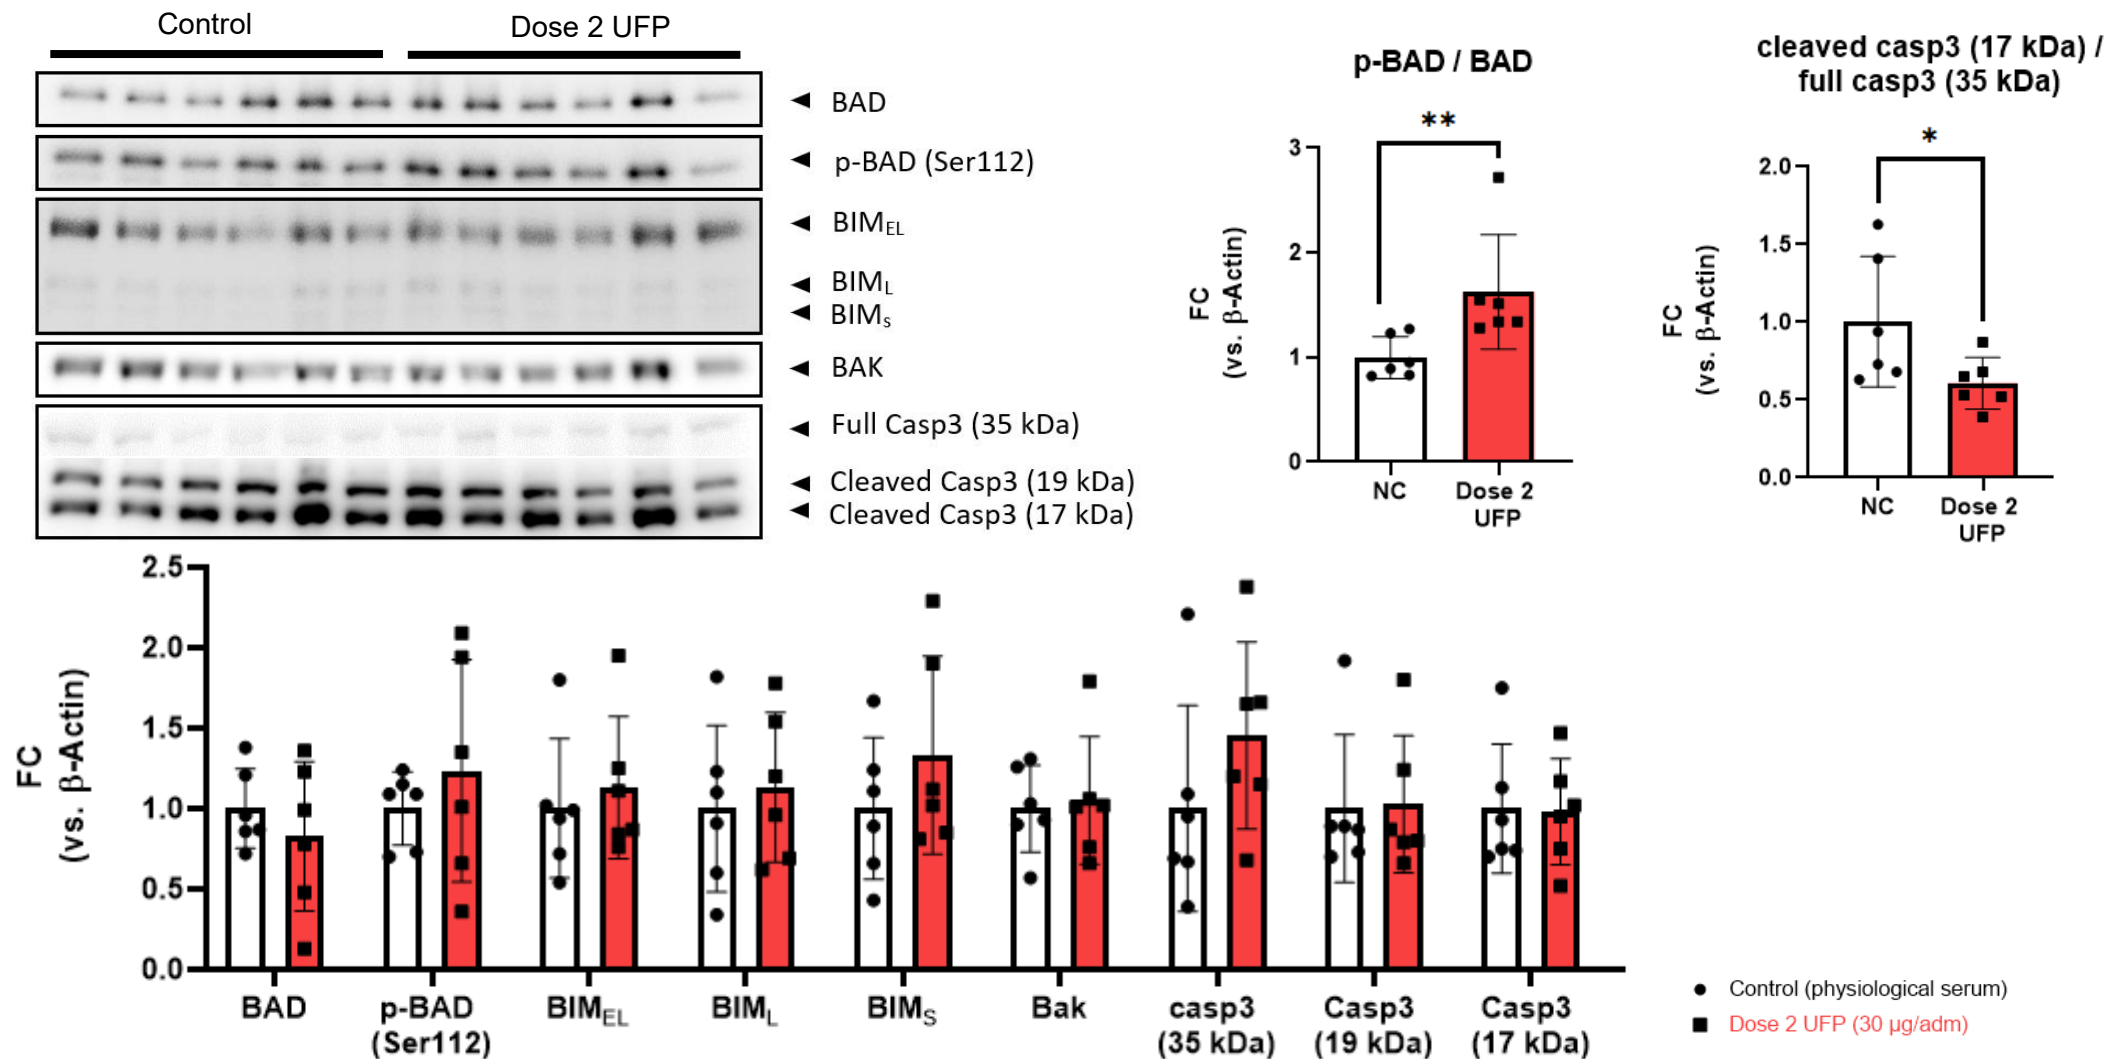 Control
Dose 2 UFP
BAD
p-BAD (Ser112)
BIMEL
BIML
BIMs
BAK
Full Casp3 (35 kDa)
Cleaved Casp3 (19 kDa)
Cleaved Casp3 (17 kDa)
p-BAD / BAD
**
3
2
1
0
FC
(vs. β-Actin)
NC
Dose 2
UFP
cleaved casp3 (17 kDa) /
full casp3 (35 kDa)
*
2.0
1.5
1.0
0.5
0.0
FC
(vs. β-Actin)
NC
Dose 2
UFP
2.5
2.0
1.5
1.0
0.5
0.0
FC
(vs. β-Actin)
BAD
p-BAD
(Ser112)
BIMEL
BIML
BIMS
Bak
casp3
(35 kDa)
Casp3
(19 kDa)
Casp3
(17 kDa)
Control (physiological serum)
Dose 2 UFP (30 µg/adm)